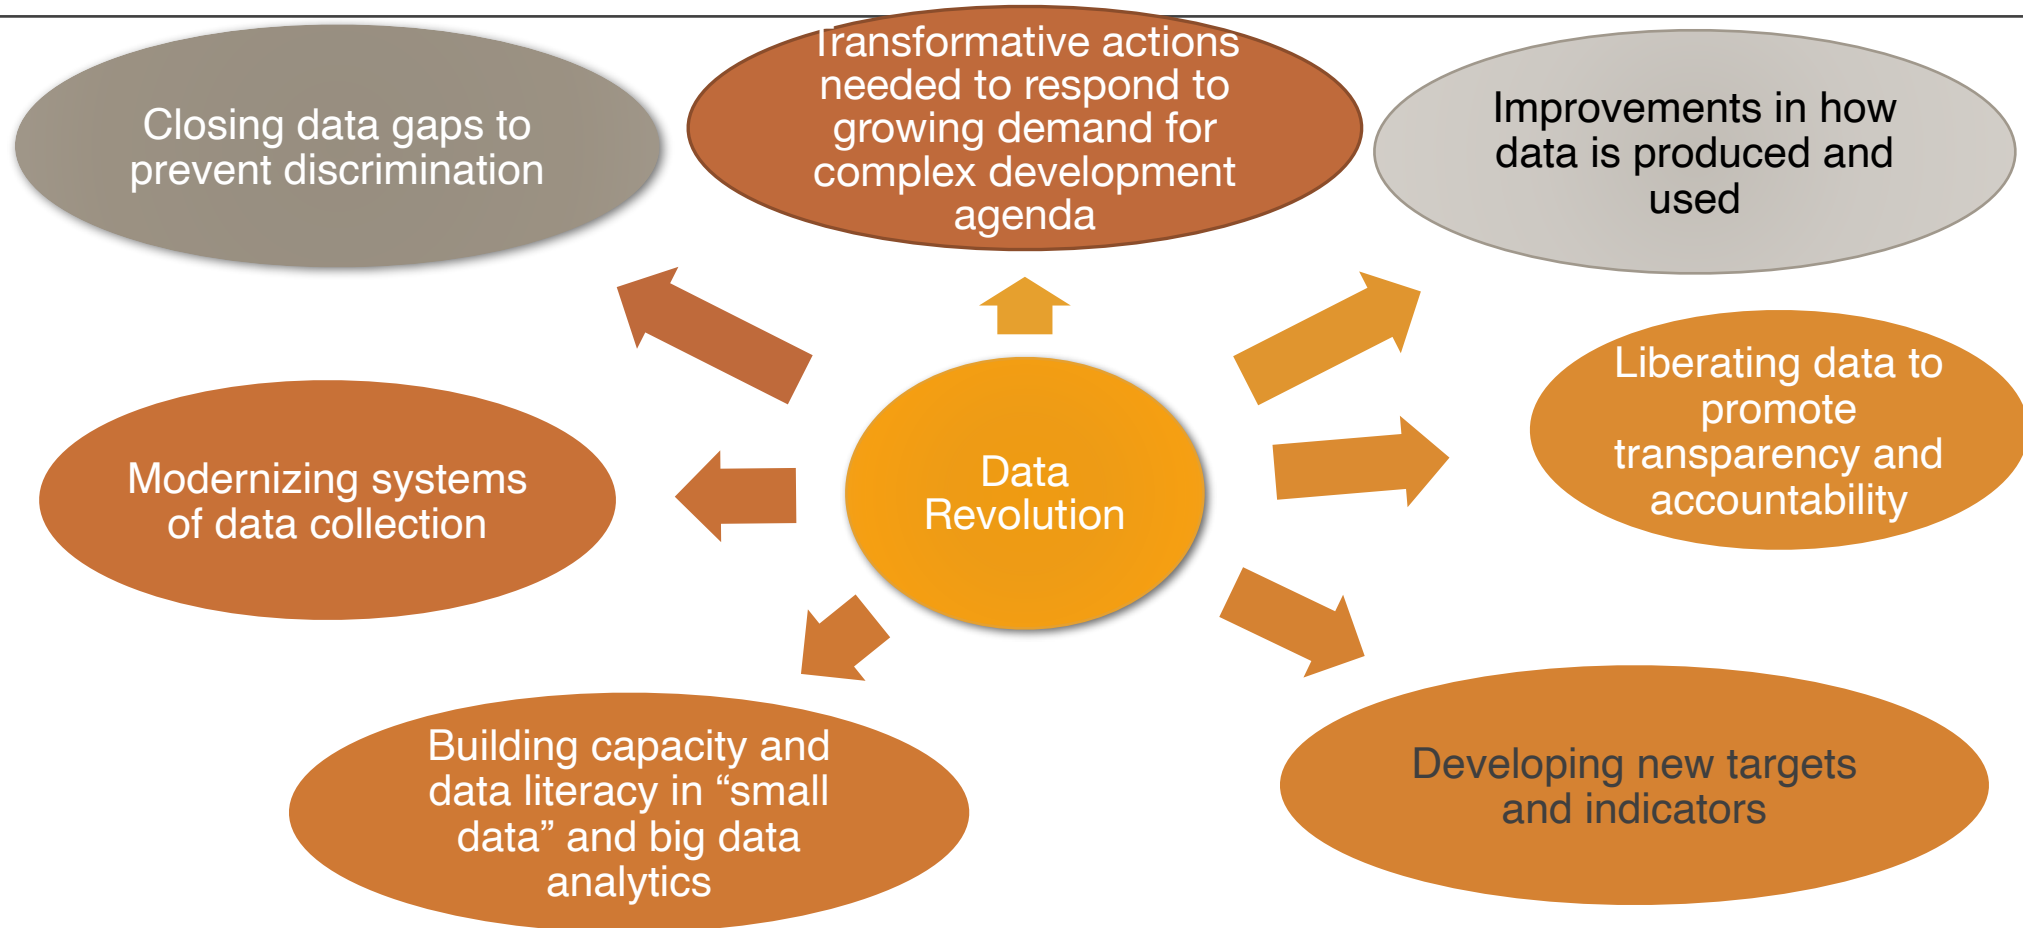 Closing data gaps to
prevent discrimination
Transformative actions
needed to respond to
growing demand for
complex development
agenda
Improvements in how
data is produced and
used
Liberating data to
promote
transparency and
accountability
Modernizing systems
of data collection
Data
Revolution
Building capacity and
data literacy in “small
data” and big data
analytics
Developing new targets
and indicators